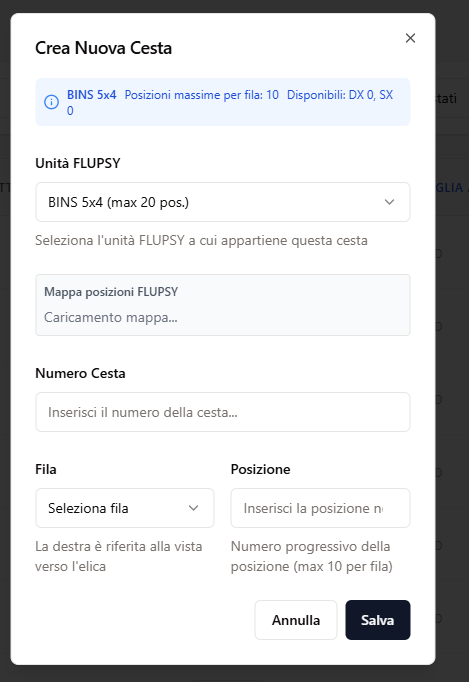 Crea Nuova Cesta
BINS 5x4 Posizioni massime per fila: 10 Disponibili: DX 0, SX
0
tati
Unità FLUPSY
GLIA
BINS 5x4 (max 20 pos.)
Seleziona l'unità FLUPSY a cui appartiene questa cesta
Mappa posizioni FLUPSY
Caricamento mappa...
Numero Cesta
Inserisci il numero della cesta...
Fila
Posizione
Seleziona fila
Inserisci la posizione n
La destra è riferita alla vista
verso l'elica
Numero progressivo della
posizione (max 10 per fila)
Annulla
Salva